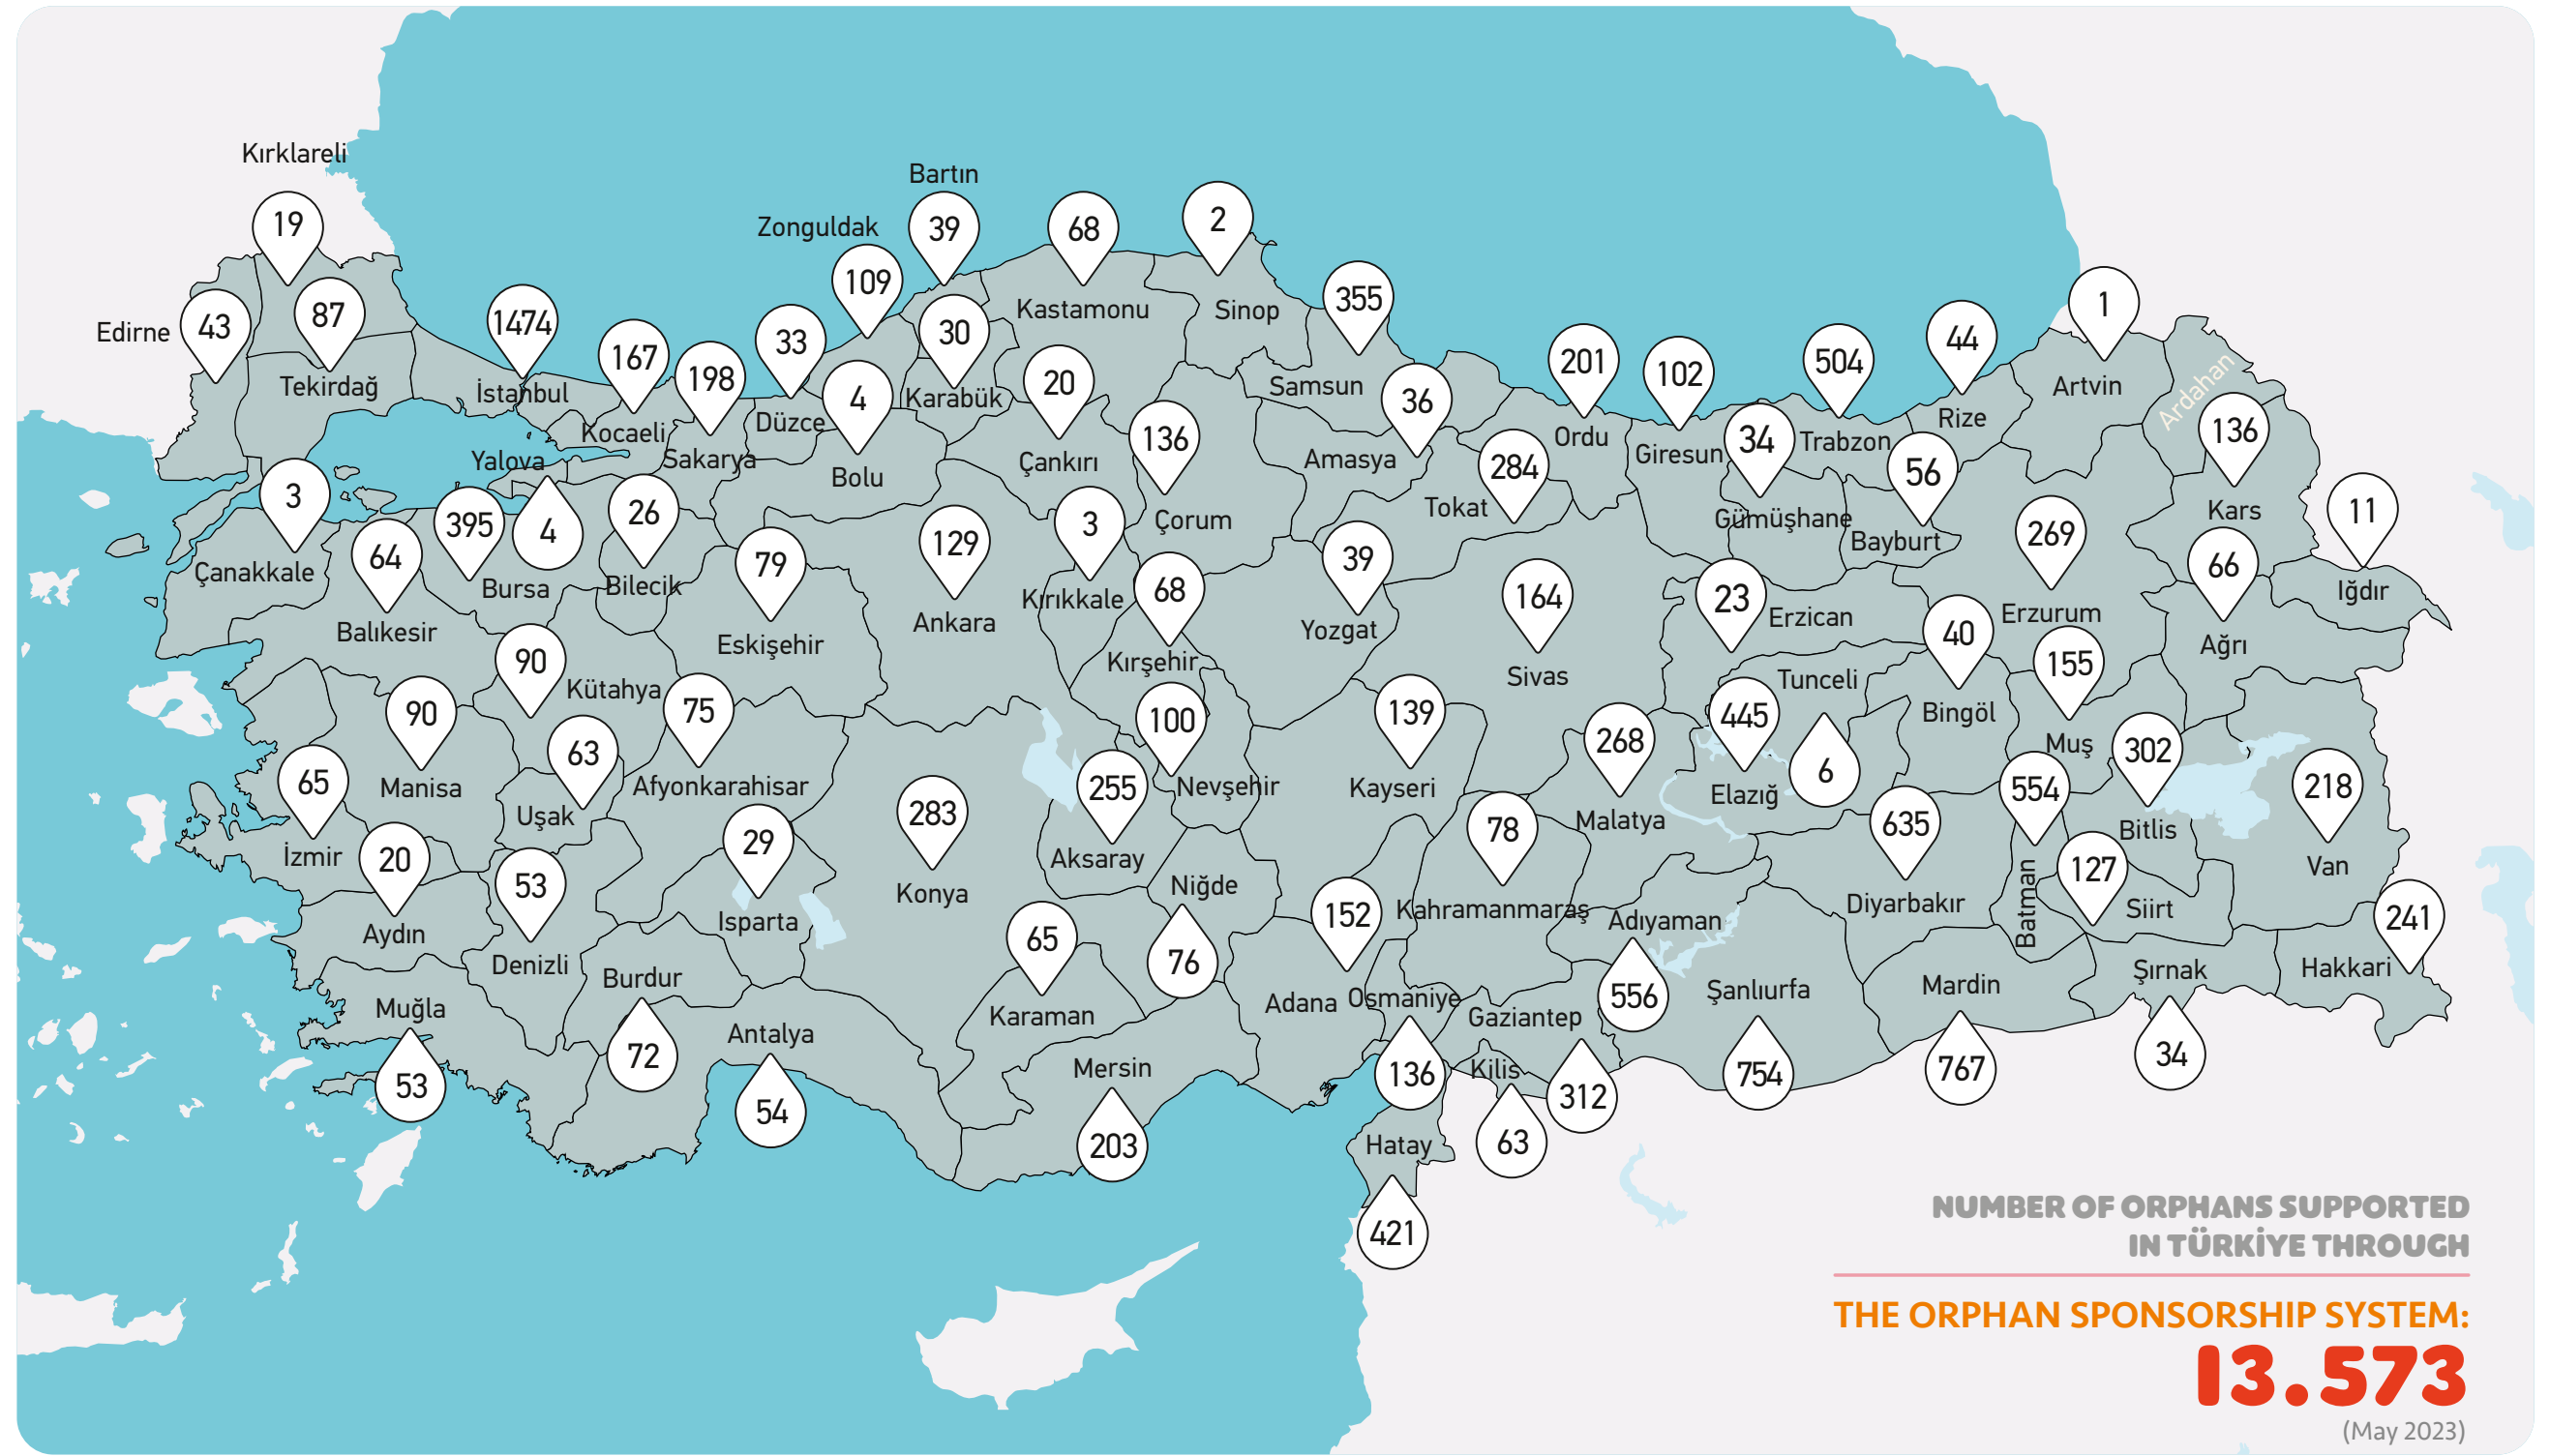 Kırklareli
19
Bartın
39
68
2
Zonguldak
109
Edirne
43
87
Tekirdağ
1474
İstanbul
167
Kocaeli
198
Sakarya
33
Düzce
4
Bolu
30
Karabük
Kastamonu
Sinop
355
Samsun
20
Çankırı
136
Çorum
36
Amasya
284
Tokat
201
Ordu
102
Giresun
34
Gümüşhane
504
Trabzon
44
Rize
56
Bayburt
1
Artvin
Ardahan
136
Kars
11
Iğdır
Yalova
4
3
Çanakkale
64
Balıkesir
395
Bursa
26
Bilecik
79
Eskişehir
129
Ankara
3
Kırıkkale
68
Kırşehir
39
Yozgat
164
Sivas
23
Erzican
269
Erzurum
66
Ağrı
40
Bingöl
155
Muş
90
Kütahya
90
Manisa
63
Uşak
75
Afyonkarahisar
100
Nevşehir
139
Kayseri
268
Malatya
445
Elazığ
Tunceli
6
302
Bitlis
218
Van
65
İzmir
20
Aydın
53
Denizli
29
Isparta
283
Konya
255
Aksaray
Niğde
76
78
Kahramanmaraş
635
Diyarbakır
554
Batman
127
Siirt
241
Hakkari
Muğla
53
Burdur
72
Antalya
54
65
Karaman
Mersin
203
152
Adana
Osmaniye
136
Gaziantep
312
Kilis
63
Adıyaman
556
Şanlıurfa
754
Mardin
767
Şırnak
34
Hatay
421
NUMBER OF ORPHANS SUPPORTED
IN TÜRKİYE THROUGH
THE ORPHAN SPONSORSHIP SYSTEM:
13.573
(May 2023)